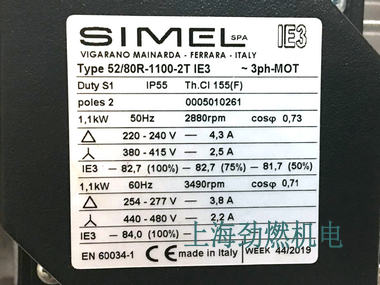 SIMEL SPA IE3
VIGARANO MAINARDA - FERRARA - ITALY
Type 52/80R-1100-2T IE3 ~ 3ph-MOT
Duty S1 IP55 Th.Cl 155(F)
poles 2 0005010261
1,1kW 50Hz 2880rpm cosφ 0,73
220 - 240 V — 4,3 A
380 - 415 V — 2,5 A
IE3 — 82,7 (100%) — 82,7 (75%) — 81,7 (50%)
1,1kW 60Hz 3490rpm cosφ 0,71
254 - 277 V — 3,8 A
440 - 480 V — 2,2 A
IE3 — 84,0 (100%) —
上海劲燃机电
EN 60034-1 CE made in Italy WEEK 44/2019